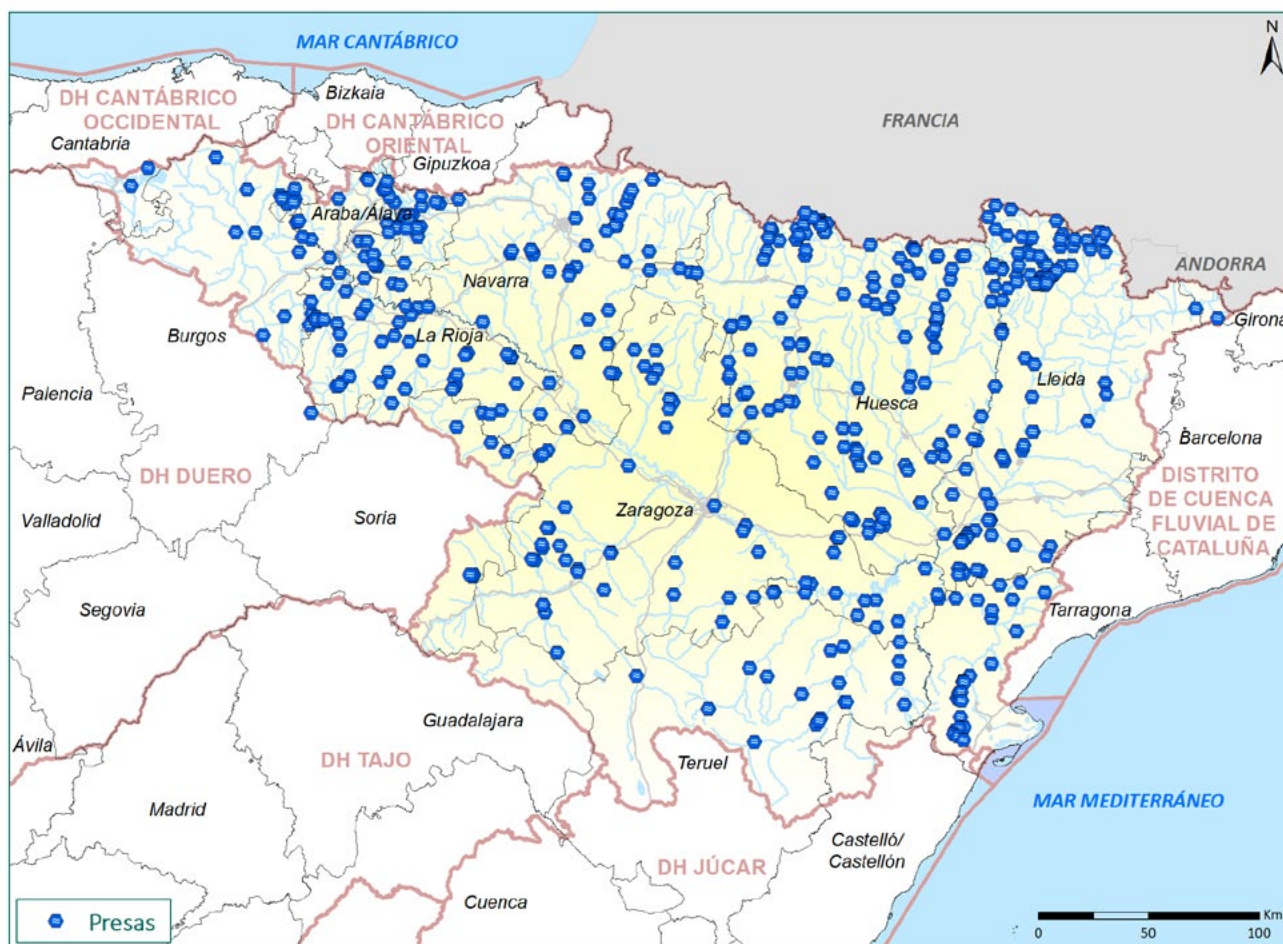 MAR CANTÁBRICO
N
DH CANTÁBRICO
OCCIDENTAL
Bizkaia
DH CANTÁBRICO
ORIENTAL
FRANCIA
Cantabria
Gipuzkoa
Araba/Álava
Navarra
ANDORRA
Girona
Burgos
La Rioja
Palencia
Lleida
Huesca
Barcelona
DH DUERO
DISTRITO
DE CUENCA
FLUVIAL DE
CATALUÑA
Valladolid
Soria
Zaragoza
Segovia
Tarragona
Guadalajara
Ávila
DH TAJO
Teruel
MAR MEDITERRÁNEO
Madrid
Castelló/
Castellón
DH JÚCAR
Cuenca
Presas
Km
0
50
100